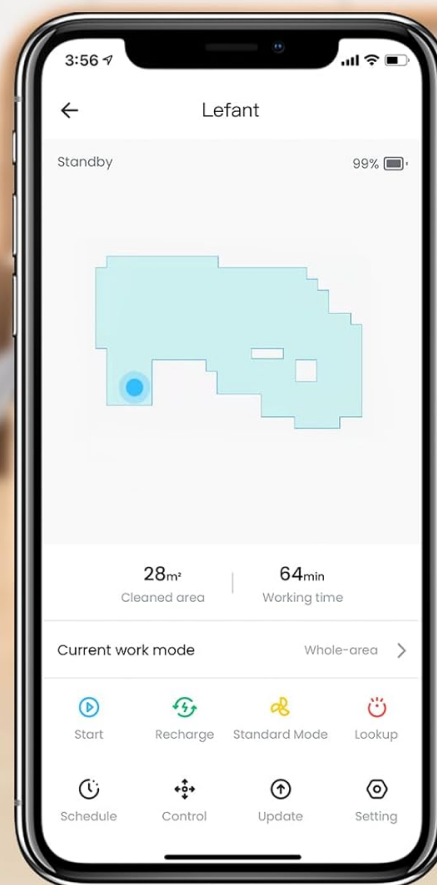 3:56
Lefant
Standby 99%
28m² 64min
Cleaned area Working time
Current work mode Whole-area
Start Recharge Standard Mode Lookup
Schedule Control Update Setting